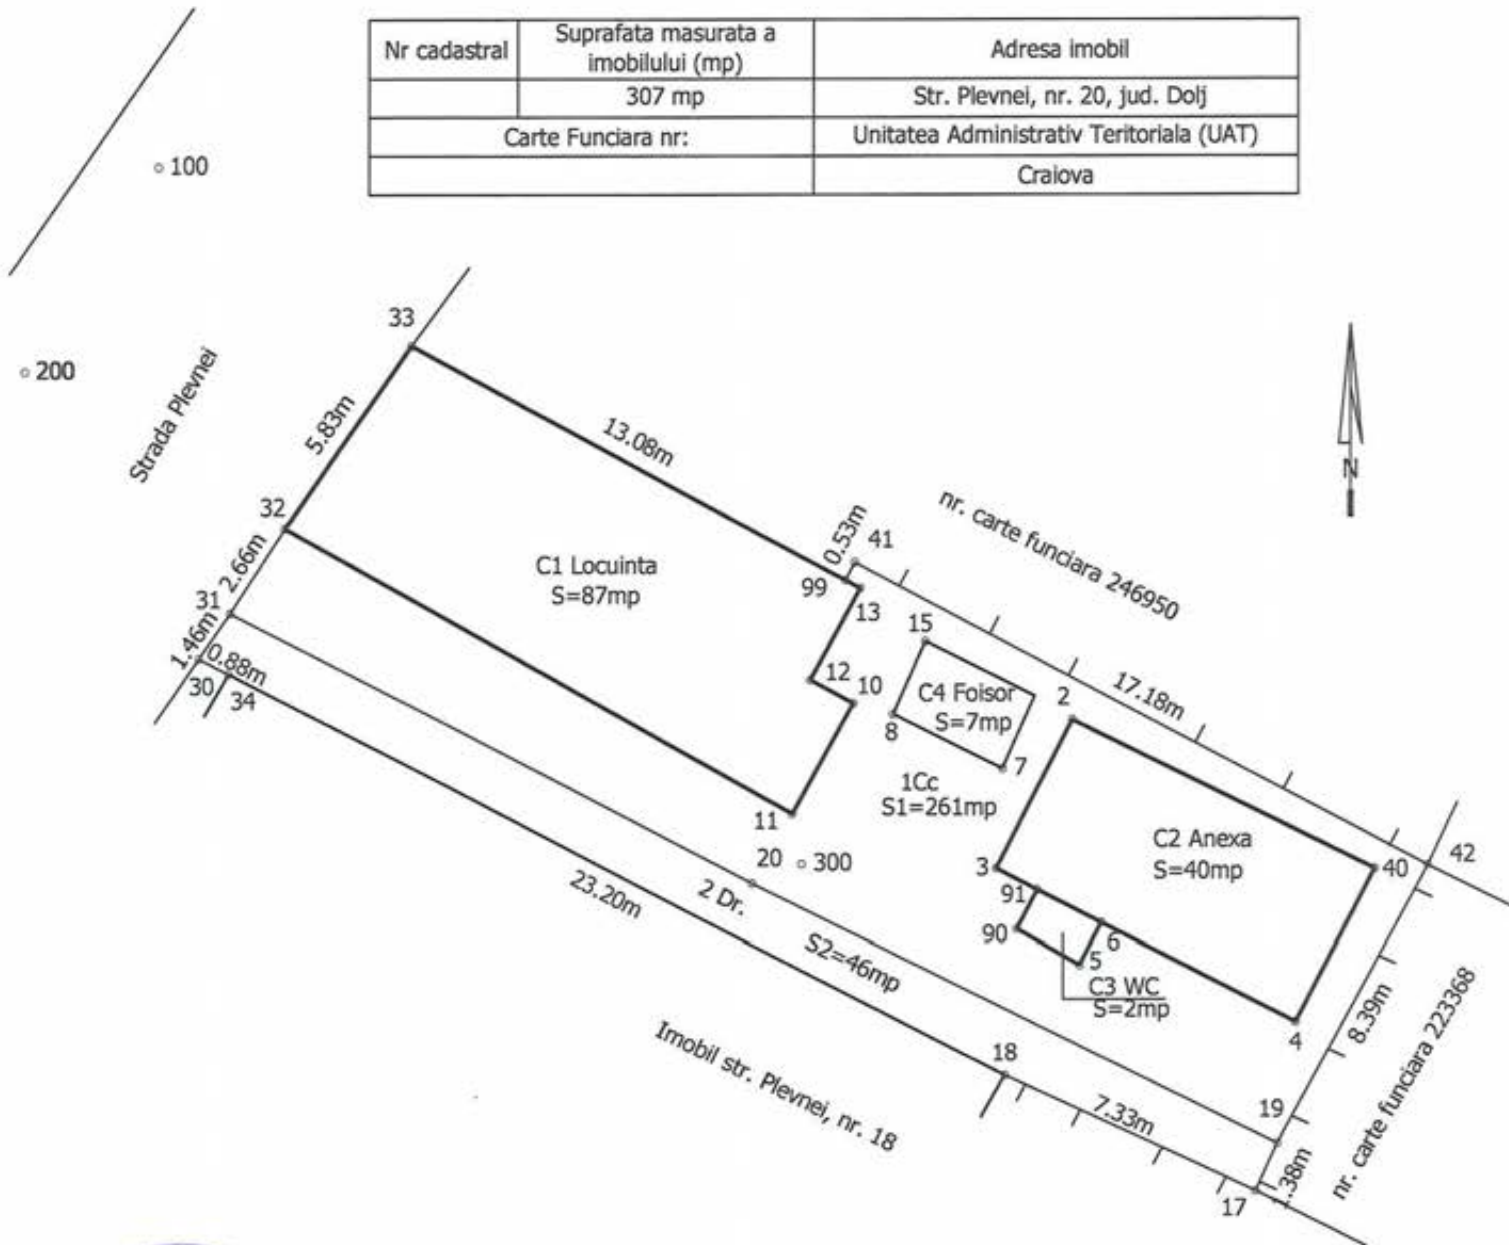 Nr cadastral
Suprafata masurata a
imobilului (mp)
Adresa imobil
307 mp
Str. Plevnei, nr. 20, jud. Dolj
Carte Funciara nr:
Unitatea Administrativ Teritoriala (UAT)
Craiova
100
200
Strada Plevnei
33
5.83m
13.08m
32
2.66m
31
1.46m
0.88m
30
34
C1 Locuinta
S=87mp
0.53m
41
99
13
nr. carte funciara 246950
N
15
12
10
C4 Foisor
S=7mp
8
7
2
17.18m
1Cc
S1=261mp
11
20
300
3
C2 Anexa
S=40mp
40
42
91
90
6
5
C3 WC
S=2mp
4
23.20m
2 Dr.
S2=46mp
8.39m
nr. carte funciara 223368
Imobil str. Plevnei, nr. 18
18
7.33m
19
1.38m
17